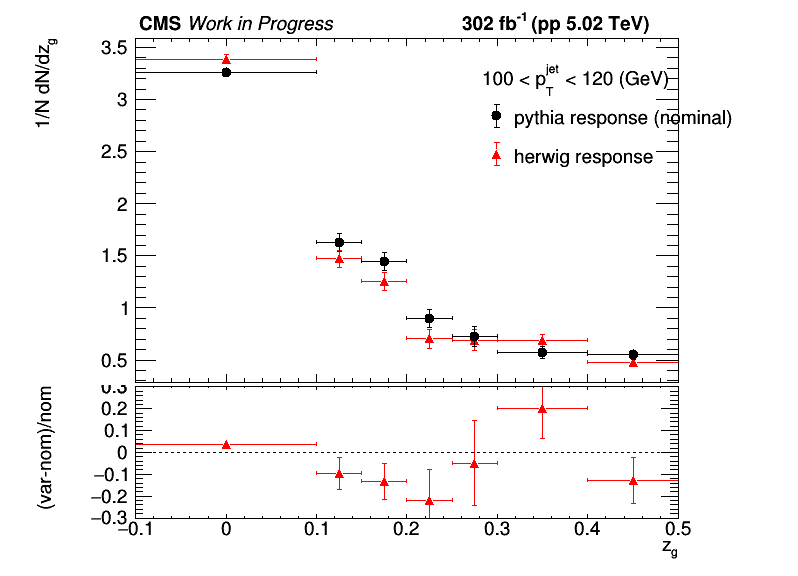 CMS Work in Progress 302 fb-1 (pp 5.02 TeV)
1/N dN/dzg
3.5
3
2.5
2
1.5
1
0.5
100 < pTjet < 120 (GeV)
pythia response (nominal)
herwig response
(var-nom)/nom
0.3
0.2
0.1
0
−0.1
−0.2
−0.3
−0.1 0 0.1 0.2 0.3 0.4 0.5
zg